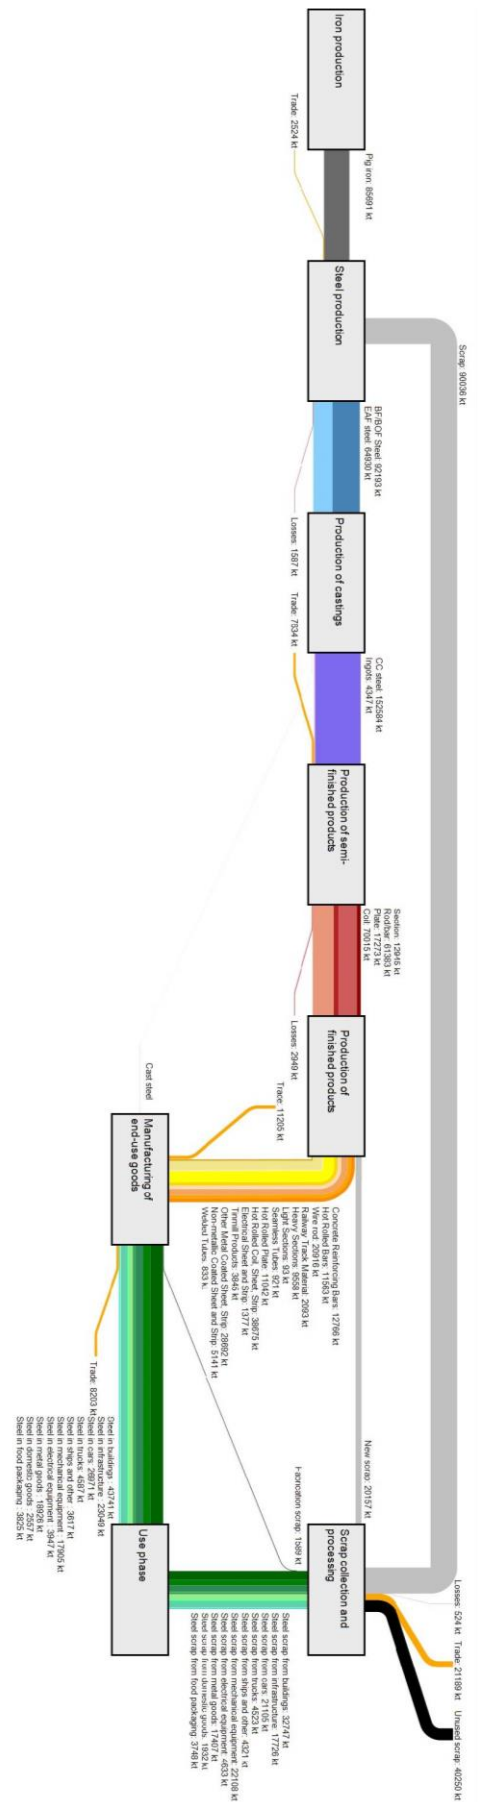 Iron production
Pig iron: 85691 kt
Trade: 2524 kt
Steel production
Scrap: 90036 kt
BF/BOF Steel: 92193 kt
EAF steel: 64930 kt
Losses: 1587 kt
Production of castings
Trade: 7834 kt
CC steel: 152584 kt
Ingots: 4347 kt
Production of semi-
finished products
Section: 12915 kt
Rod/bar: 61383 kt
Plate: 17273 kt
Coil: 70015 kt
Losses: 2949 kt
Production of
finished products
Trade: 11205 kt
Cast steel
Manufacturing of
end-use goods
Concrete Reinforcing Bars: 12766 kt
Hot Rolled Bars: 11563 kt
Wire rod: 20916 kt
Railway Track Material: 2093 kt
Heavy Sections: 9558 kt
Light Sections: 93 kt
Seamless Tubes: 921 kt
Hot Rolled Plate: 11042 kt
Hot Rolled Coil, Sheet, Strip: 38675 kt
Electrical Sheet and Strip: 1377 kt
Tinmill Products: 3845 kt
Other Metal Coated Sheet, Strip: 28692 kt
Non-metallic Coated Sheet and Strip: 5141 kt
Welded Tubes: 833 k.
Trade: 8203 kt
Steel in buildings : 43741 kt
Steel in infrastructure : 23049 kt
Steel in cars: 26971 kt
Steel in trucks: 4587 kt
Steel in ships and other : 3617 kt
Steel in mechanical equipment : 17905 kt
Steel in electrical equipment : 3947 kt
Steel in metal goods : 18926 kt
Steel in domestic goods : 2557 kt
Steel in food packaging : 3825 kt
New scrap: 20157 kt
Fabrication scrap: 1589 kt
Use phase
Scrap collection and
processing
Losses: 524 kt
Trade: 21189 kt
Unused scrap: 40250 kt
Steel scrap from buildings: 32747 kt
Steel scrap from infrastructure: 17726 kt
Steel scrap from cars: 21105 kt
Steel scrap from trucks: 4523 kt
Steel scrap from ships and other: 4321 kt
Steel scrap from mechanical equipment: 22108 kt
Steel scrap from electrical equipment: 4633 kt
Steel scrap from metal goods: 17407 kt
Steel scrap from domestic goods: 1932 kt
Steel scrap from food packaging: 3748 kt